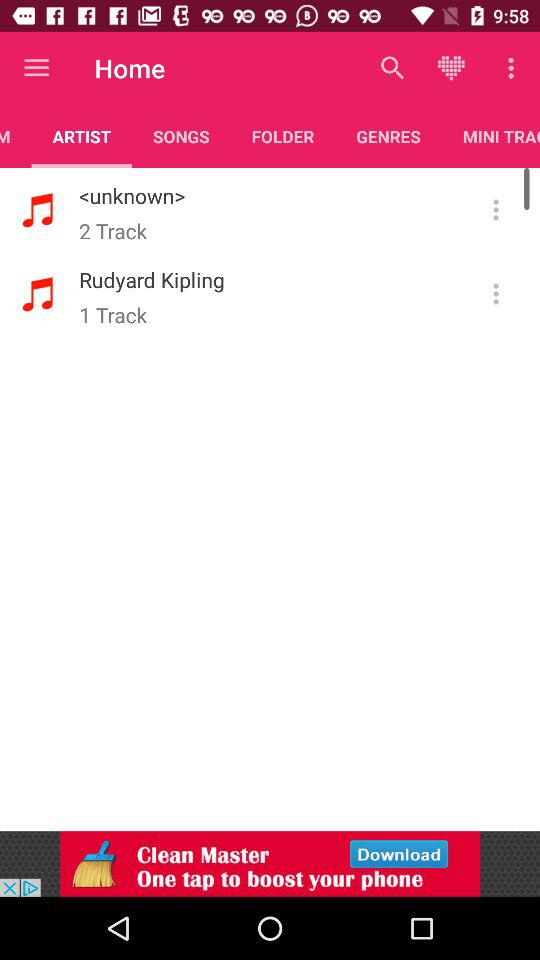 9:58
Home
M ARTIST SONGS FOLDER GENRES MINI TRAC
<unknown>
2 Track
Rudyard Kipling
1 Track
Clean Master
Download
One tap to boost your phone